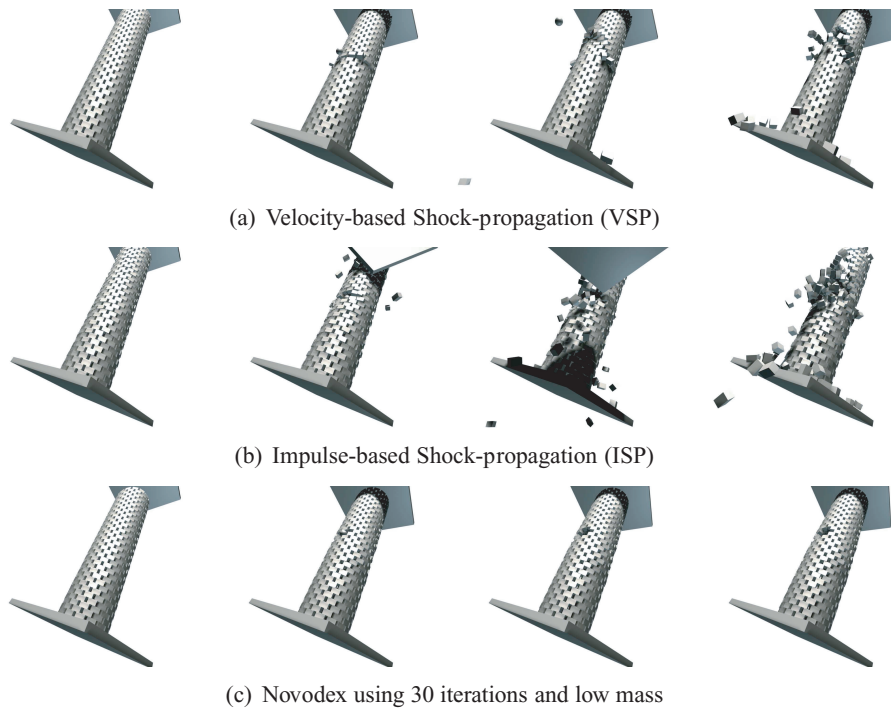 (a) Velocity-based Shock-propagation (VSP)
(b) Impulse-based Shock-propagation (ISP)
(c) Novodex using 30 iterations and low mass